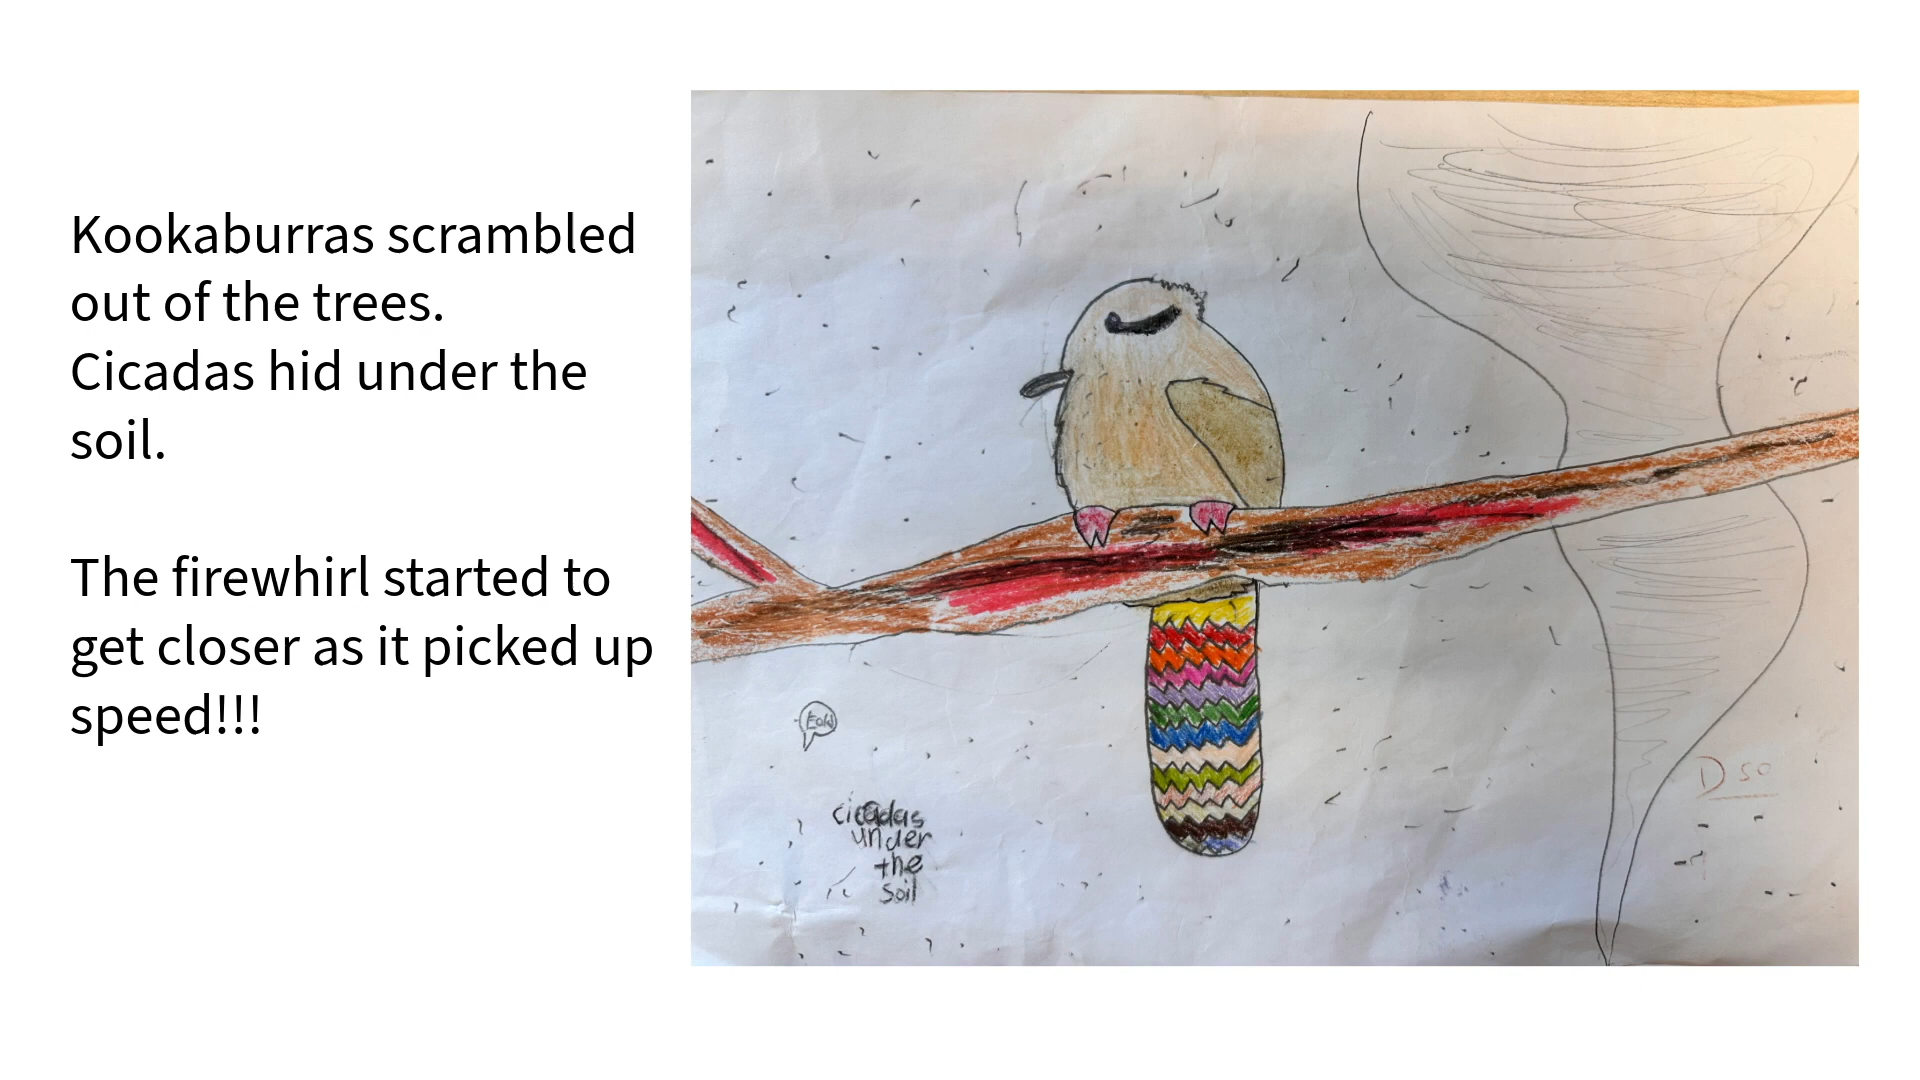 Kookaburras scrambled
out of the trees.
Cicadas hid under the
soil.
The firewhirl started to
get closer as it picked up
speed!!!
cicadas
under
the
soil